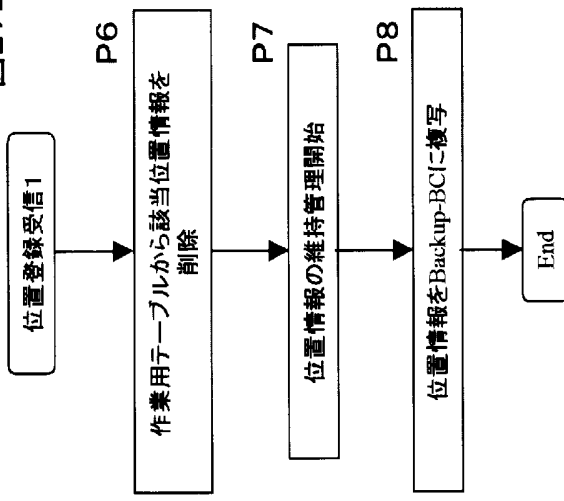 位置登録受信1
P6
作業用テーブルから該当位置情報を
削除
P7
位置情報の維持管理開始
P8
位置情報をBackup-BCに複写
End